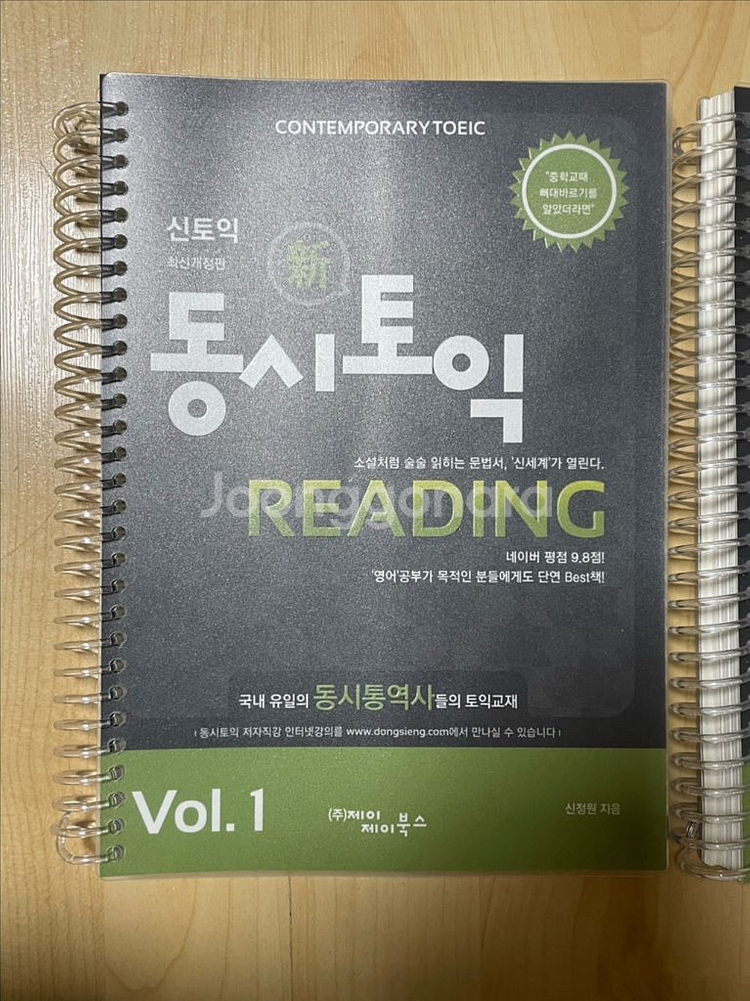 CONTEMPORARY TOEIC
"중학교때
뼈대바르기를
알았더라면"
신토익
최신개정판
新
동시토익
소설처럼 술술 읽히는 문법서, '신세계'가 열린다.
READING
Joonggonara
네이버 평점 9.8점!
'영어'공부가 목적인 분들에게도 단연 Best책!
국내 유일의 동시통역사들의 토익교재
| 동시토익 저자직강 인터넷강의를 www.dongsieng.com에서 만나실 수 있습니다 |
Vol.1
(주)제이
제이북스
신정원 지음